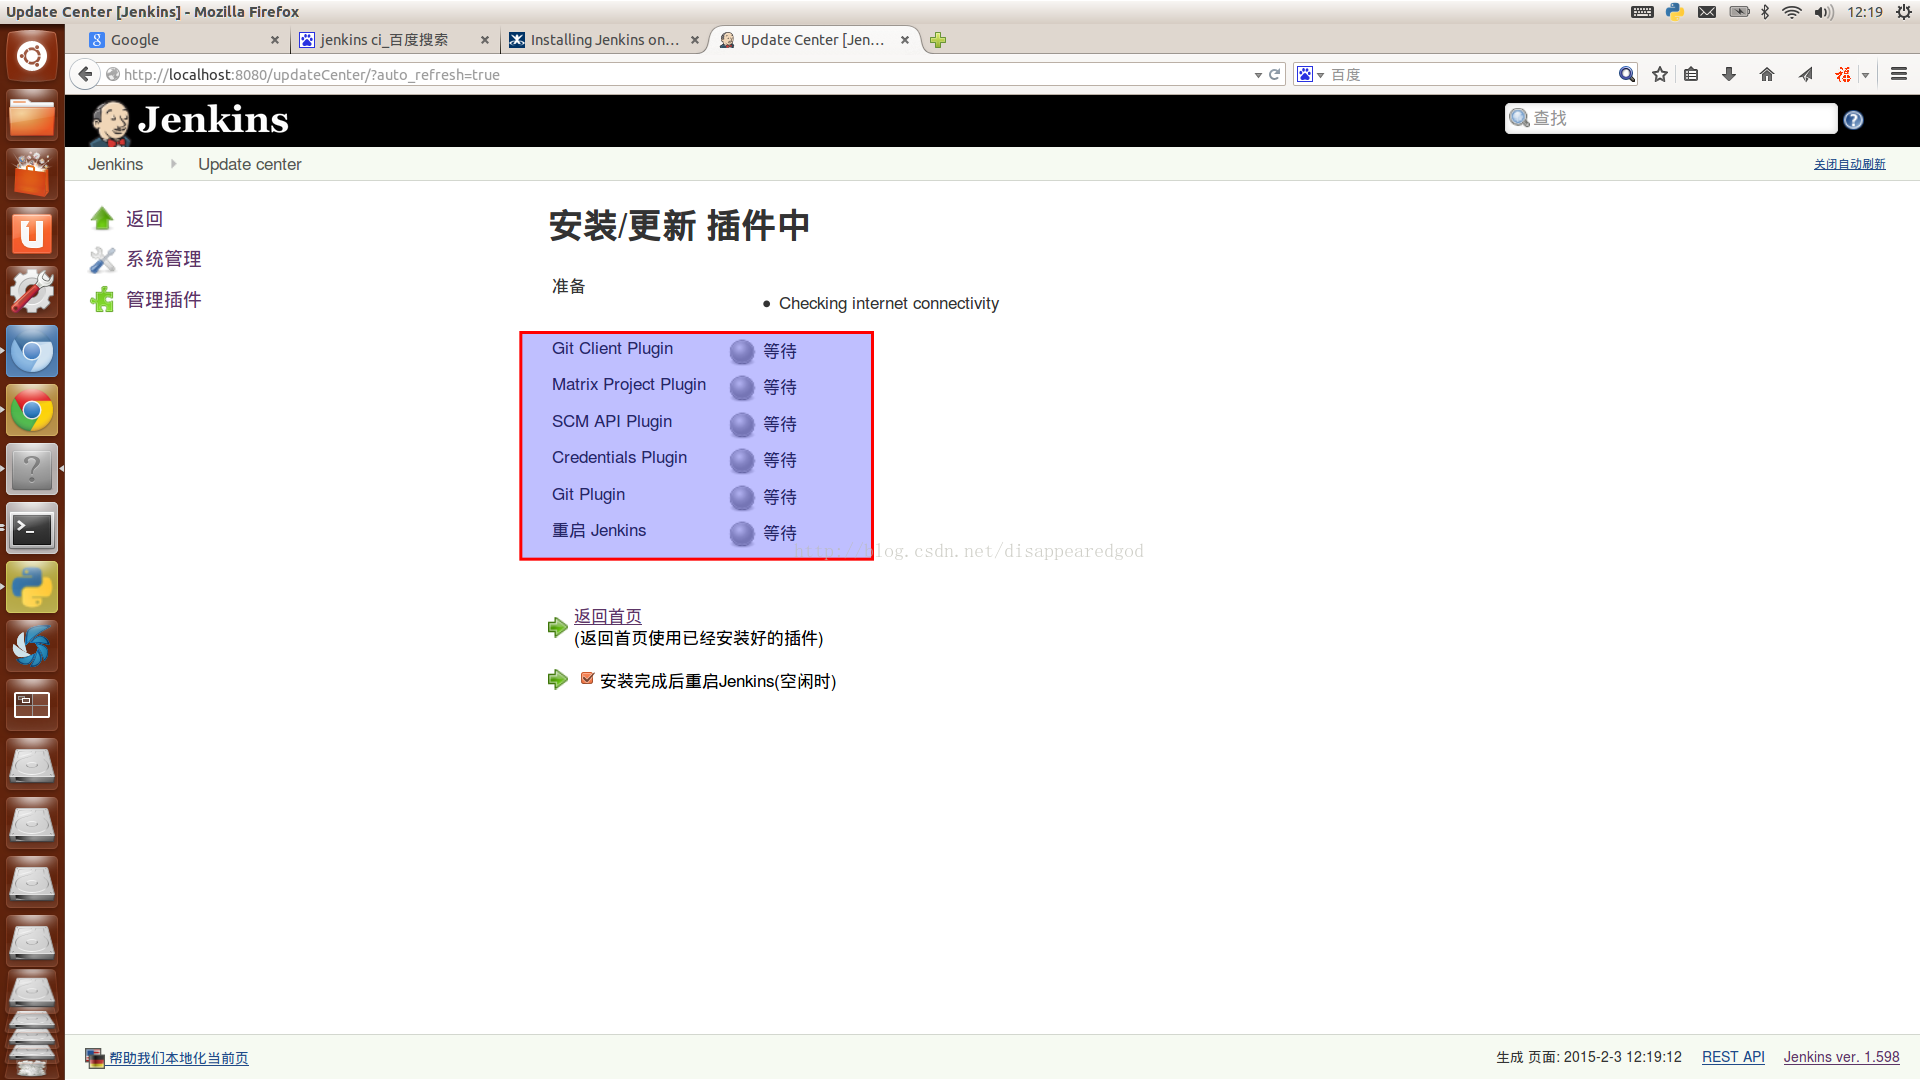 Update Center [Jenkins] - Mozilla Firefox
12:19
Google
jenkins ci_百度搜索
Installing Jenkins on...
Update Center [Jen...
http://localhost:8080/updateCenter/?auto_refresh=true
百度
Jenkins
查找
Jenkins
Update center
关闭自动刷新
返回
系统管理
管理插件
安装/更新 插件中
准备
Checking internet connectivity
Git Client Plugin 等待
Matrix Project Plugin 等待
SCM API Plugin 等待
Credentials Plugin 等待
Git Plugin 等待
重启 Jenkins 等待
http://blog.csdn.net/disappearedgod
返回首页
(返回首页使用已经安装好的插件)
安装完成后重启Jenkins(空闲时)
帮助我们本地化当前页
生成 页面: 2015-2-3 12:19:12
REST API
Jenkins ver. 1.598